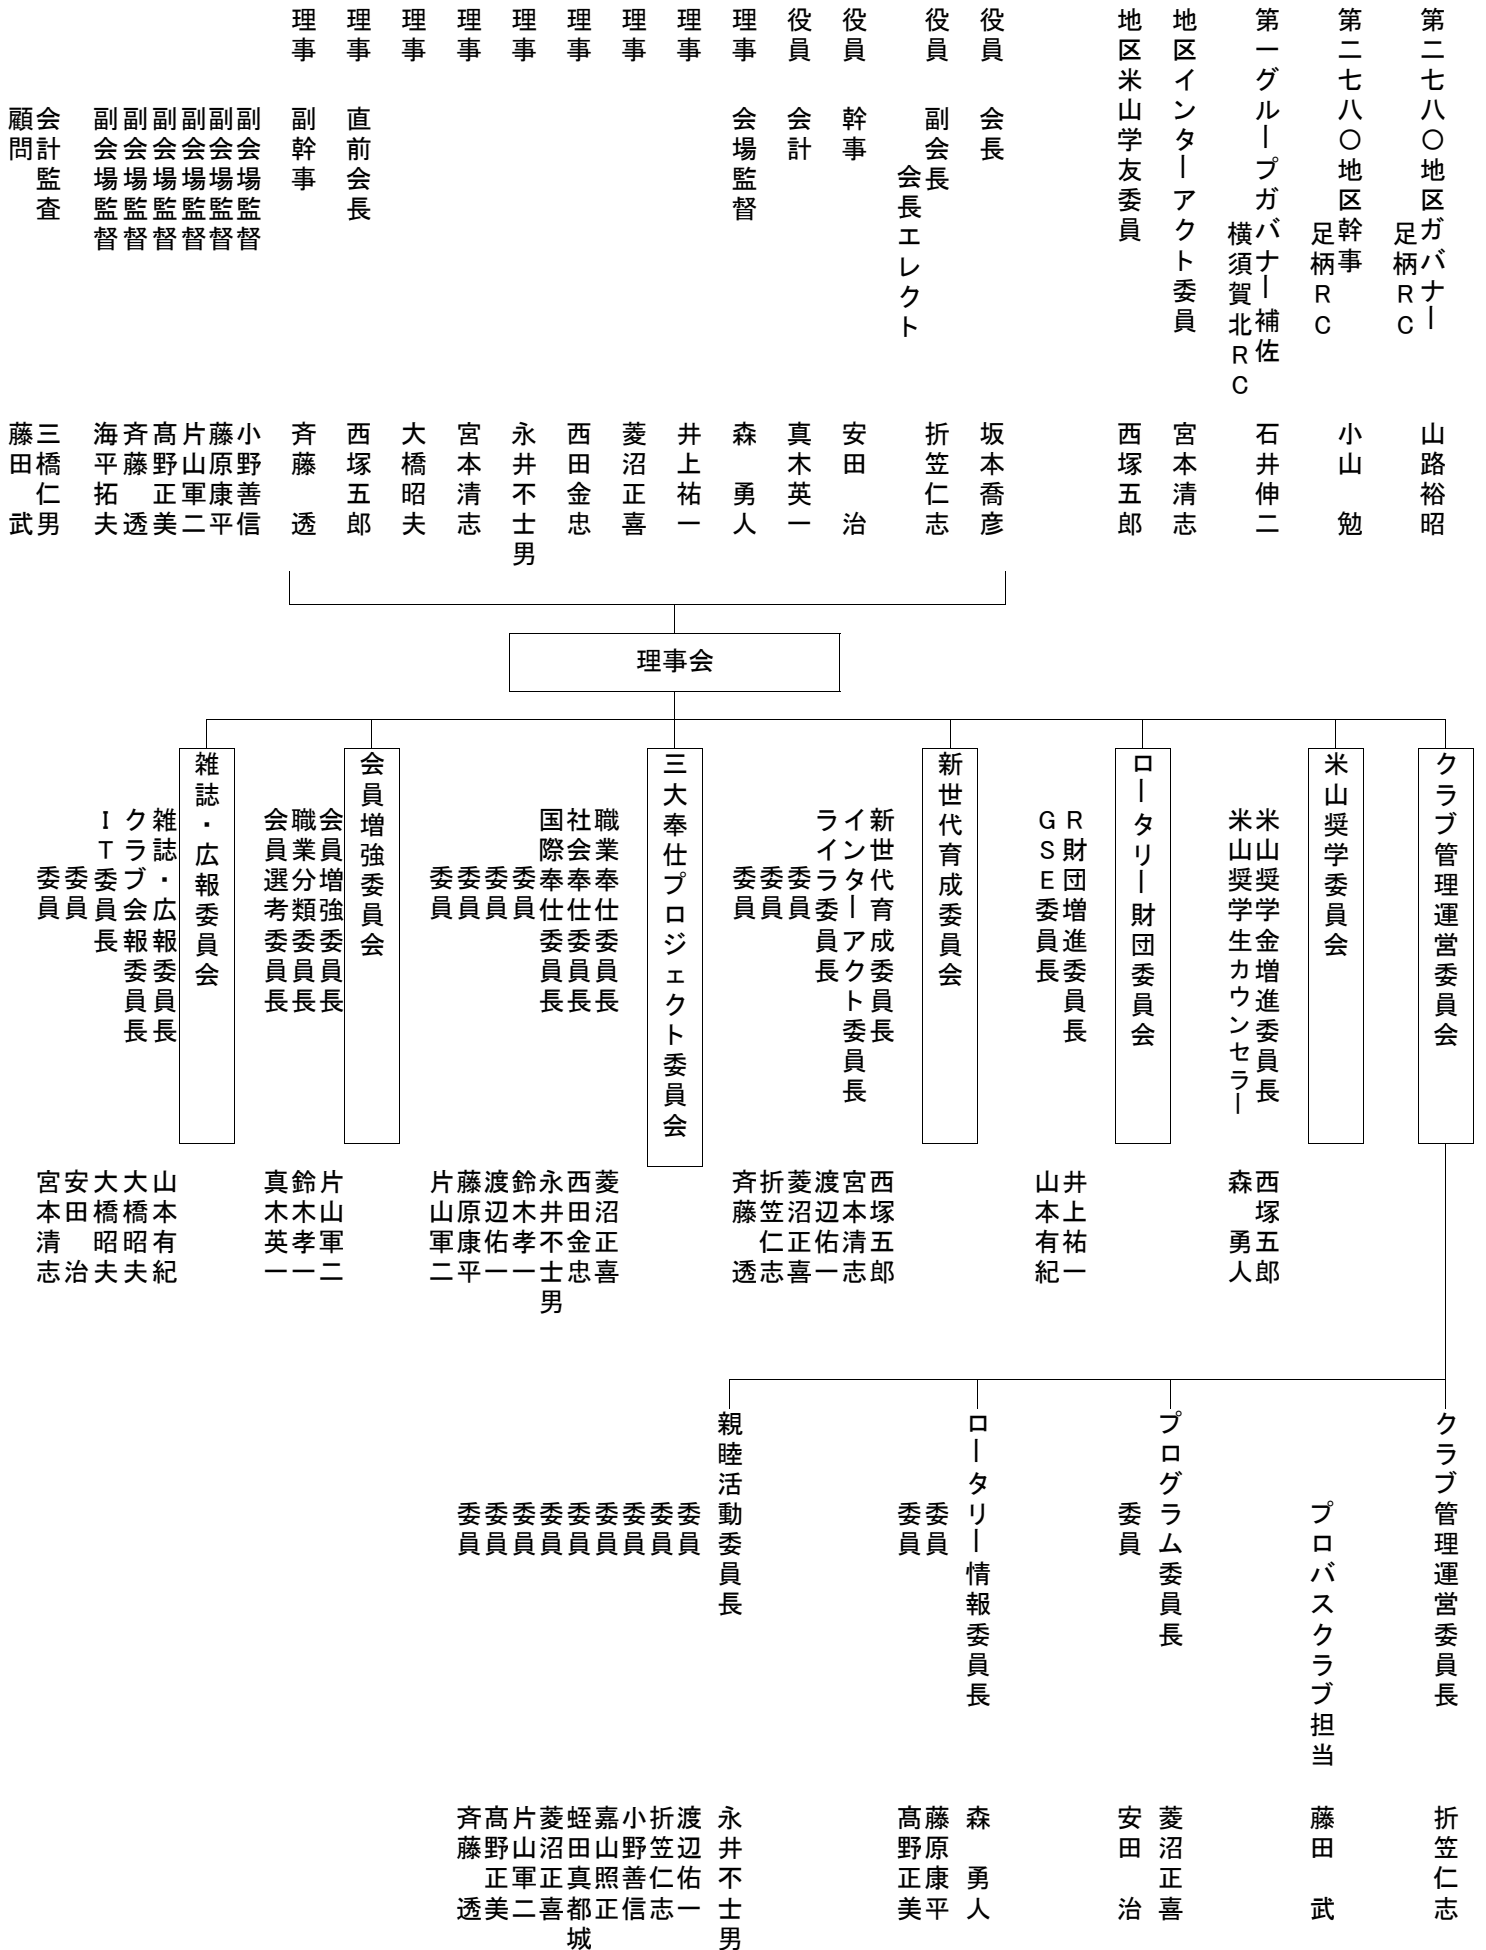 第二七八〇地区ガバナー 山路裕昭
足柄RC
第二七八〇地区幹事 小山 勉
足柄RC
第一グループガバナー補佐 石井伸二
横須賀北RC
地区インターアクト委員 宮本清志
地区米山学友委員 西塚五郎
役員 会長 坂本喬彦
役員 副会長 折笠仁志
会長エレクト
役員 幹事 安田 治
役員 会計 真木英一
理事 会場監督 森 勇人
理事 井上祐一
理事 菱沼正喜
理事 西田金忠
理事 永井不士男
理事 宮本清志
理事 大橋昭夫
理事 直前会長 西塚五郎
理事 副幹事 斉藤 透
副会場監督 小野善信
副会場監督 藤原康平
副会場監督 片山軍二
副会場監督 髙野正美
副会場監督 斉藤 透
副会場監督 海平拓夫
会計監査 三橋仁男
顧問 藤田 武
理事会
クラブ管理運営委員会
米山奨学委員会
米山奨学金増進委員長 西塚五郎
米山奨学生カウンセラー 森 勇人
ロータリー財団委員会
R財団増進委員長 井上祐一
GSE委員長 山本有紀
新世代育成委員会
新世代育成委員長 西塚五郎
インターアクト委員長 宮本清志
ライラ委員長 渡辺佑一
委員 菱沼正喜
委員 折笠仁志
委員 斉藤 透
三大奉仕プロジェクト委員会
職業奉仕委員長 菱沼正喜
社会奉仕委員長 西田金忠
国際奉仕委員長 永井不士男
委員 鈴木孝一
委員 渡辺佑一
委員 藤原康平
委員 片山軍二
会員増強委員会
会員増強委員長 片山軍二
職業分類委員長 鈴木孝一
会員選考委員長 真木英一
雑誌・広報委員会
雑誌・広報委員長 山本有紀
クラブ会報委員長 大橋昭夫
IT委員長 大橋昭夫
委員 安田 治
委員 宮本清志
クラブ管理運営委員長 折笠仁志
プロバスクラブ担当 藤田 武
プログラム委員長 菱沼正喜
委員 安田 治
ロータリー情報委員長 森 勇人
委員 藤原康平
委員 髙野正美
親睦活動委員長 永井不士男
委員 渡辺佑一
委員 折笠仁志
委員 小野善信
委員 嘉山照正
委員 蛭田真都城
委員 菱沼正喜
委員 片山軍二
委員 髙野正美
委員 斉藤 透